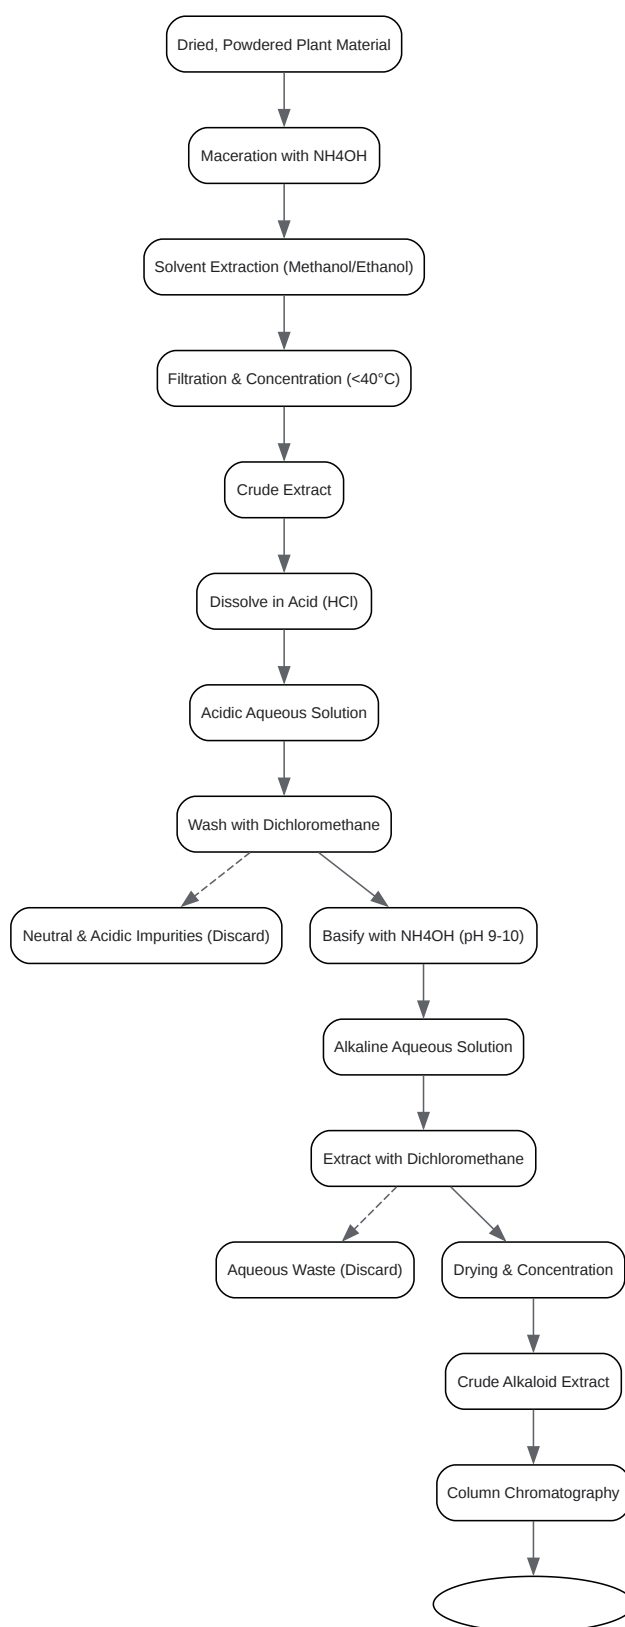 Dried, Powdered Plant Material
Maceration with NH4OH
Solvent Extraction (Methanol/Ethanol)
Filtration & Concentration (<40°C)
Crude Extract
Dissolve in Acid (HCl)
Acidic Aqueous Solution
Wash with Dichloromethane
Neutral & Acidic Impurities (Discard)
Basify with NH4OH (pH 9-10)
Alkaline Aqueous Solution
Extract with Dichloromethane
Aqueous Waste (Discard)
Drying & Concentration
Crude Alkaloid Extract
Column Chromatography